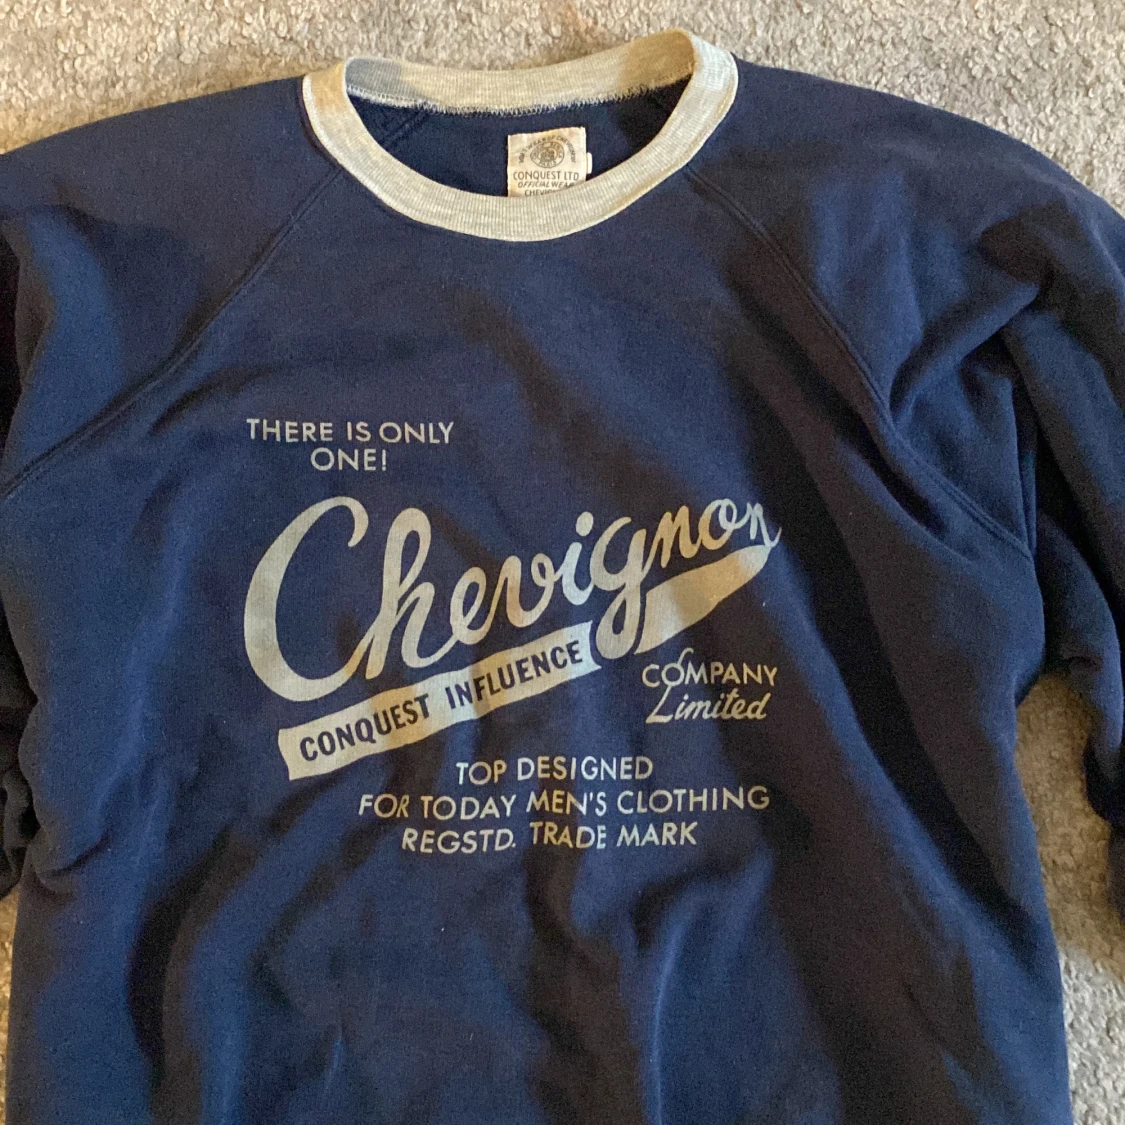 CONQUEST LTD
OFFICIAL WEAR
THERE IS ONLY
ONE!
Chevignon
CONQUEST INFLUENCE
COMPANY
Limited
TOP DESIGNED
FOR TODAY MEN'S CLOTHING
REGSTD. TRADE MARK